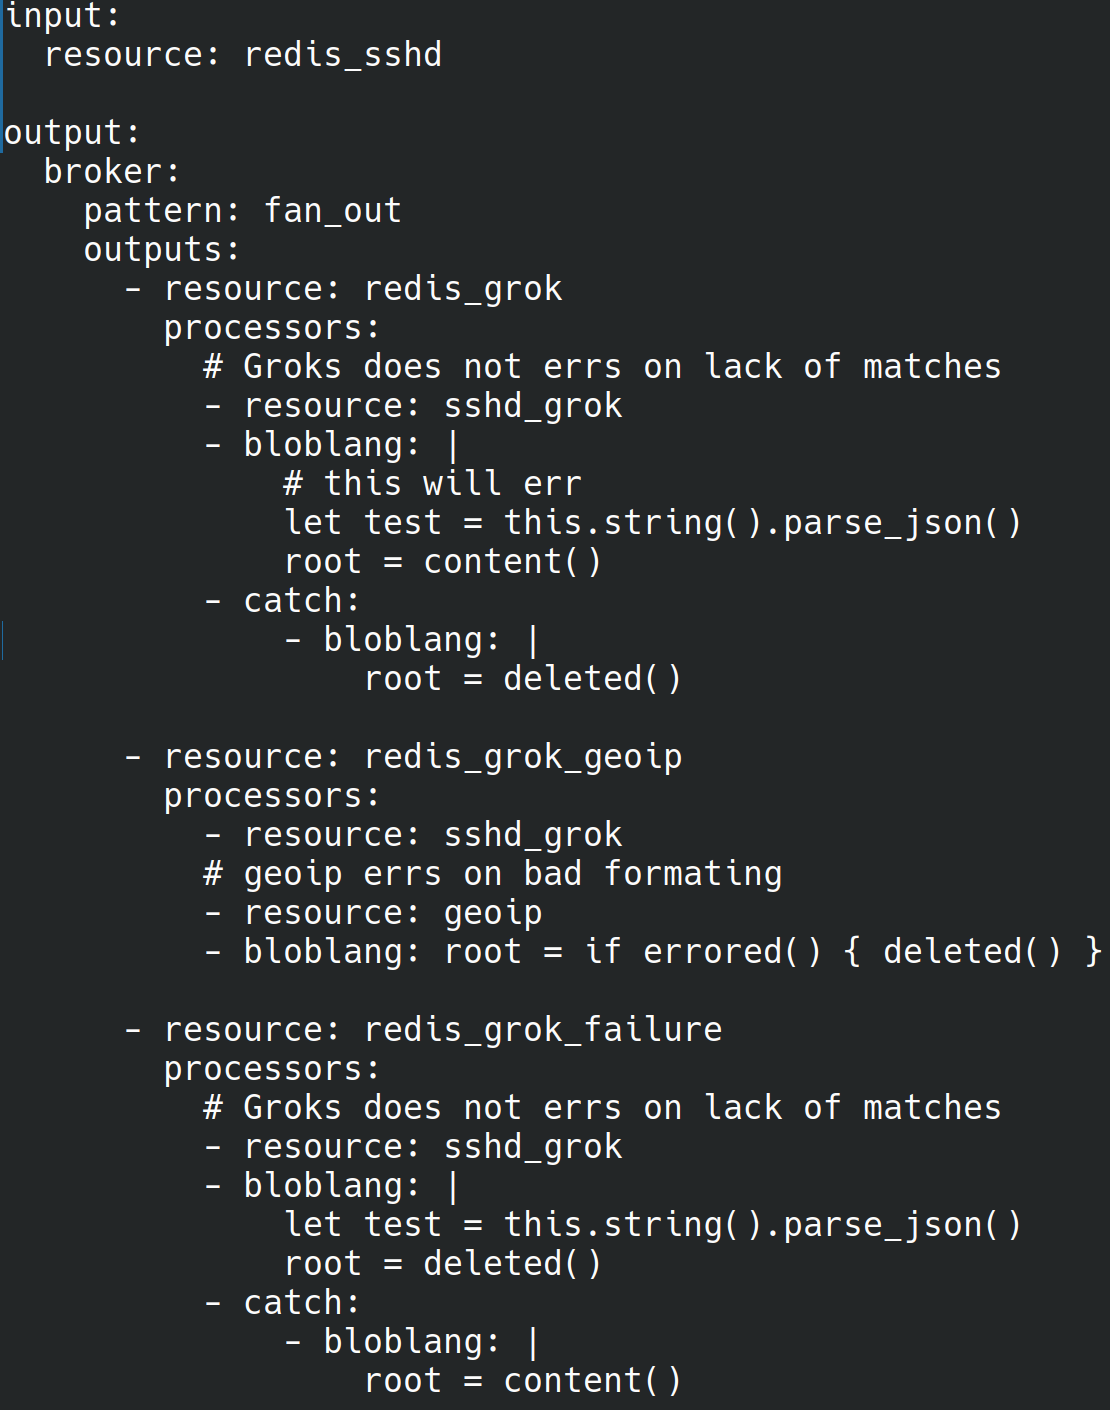 input:
  resource: redis_sshd

output:
  broker:
    pattern: fan_out
    outputs:
      - resource: redis_grok
        processors:
          # Groks does not errs on lack of matches
          - resource: sshd_grok
          - bloblang: |
              # this will err
              let test = this.string().parse_json()
              root = content()
          - catch:
              - bloblang: |
                  root = deleted()

      - resource: redis_grok_geoip
        processors:
          - resource: sshd_grok
          # geoip errs on bad formating
          - resource: geoip
          - bloblang: root = if errored() { deleted() }

      - resource: redis_grok_failure
        processors:
          # Groks does not errs on lack of matches
          - resource: sshd_grok
          - bloblang: |
              let test = this.string().parse_json()
              root = deleted()
          - catch:
              - bloblang: |
                  root = content()